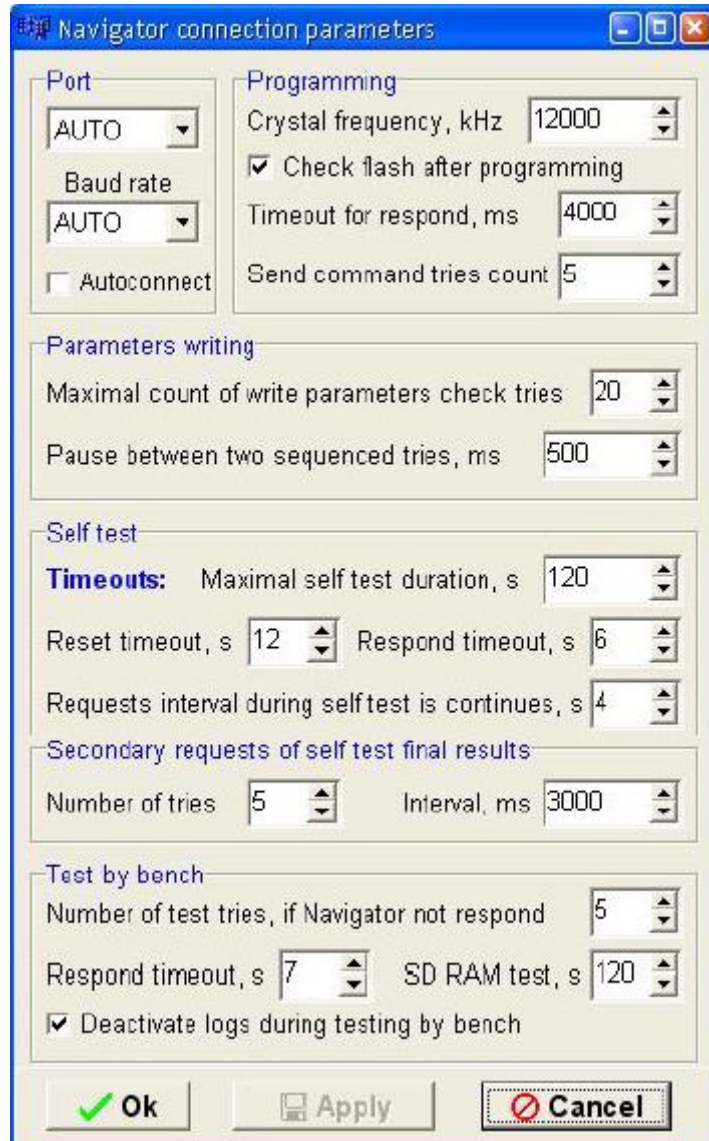 Navigator connection parameters
Port
AUTO
Baud rate
AUTO
Autoconnect
Programming
Crystal frequency, kHz 12000
Check flash after programming
Timeout for respond, ms 4000
Send command tries count 5
Parameters writing
Maximal count of write parameters check tries 20
Pause between two sequenced tries, ms 500
Self test
Timeouts: Maximal self test duration, s 120
Reset timeout, s 12 Respond timeout, s 6
Requests interval during self test is continues, s 4
Secondary requests of self test final results
Number of tries 5 Interval, ms 3000
Test by bench
Number of test tries, if Navigator not respond 5
Respond timeout, s 7 SD RAM test, s 120
Deactivate logs during testing by bench
Ok Apply Cancel